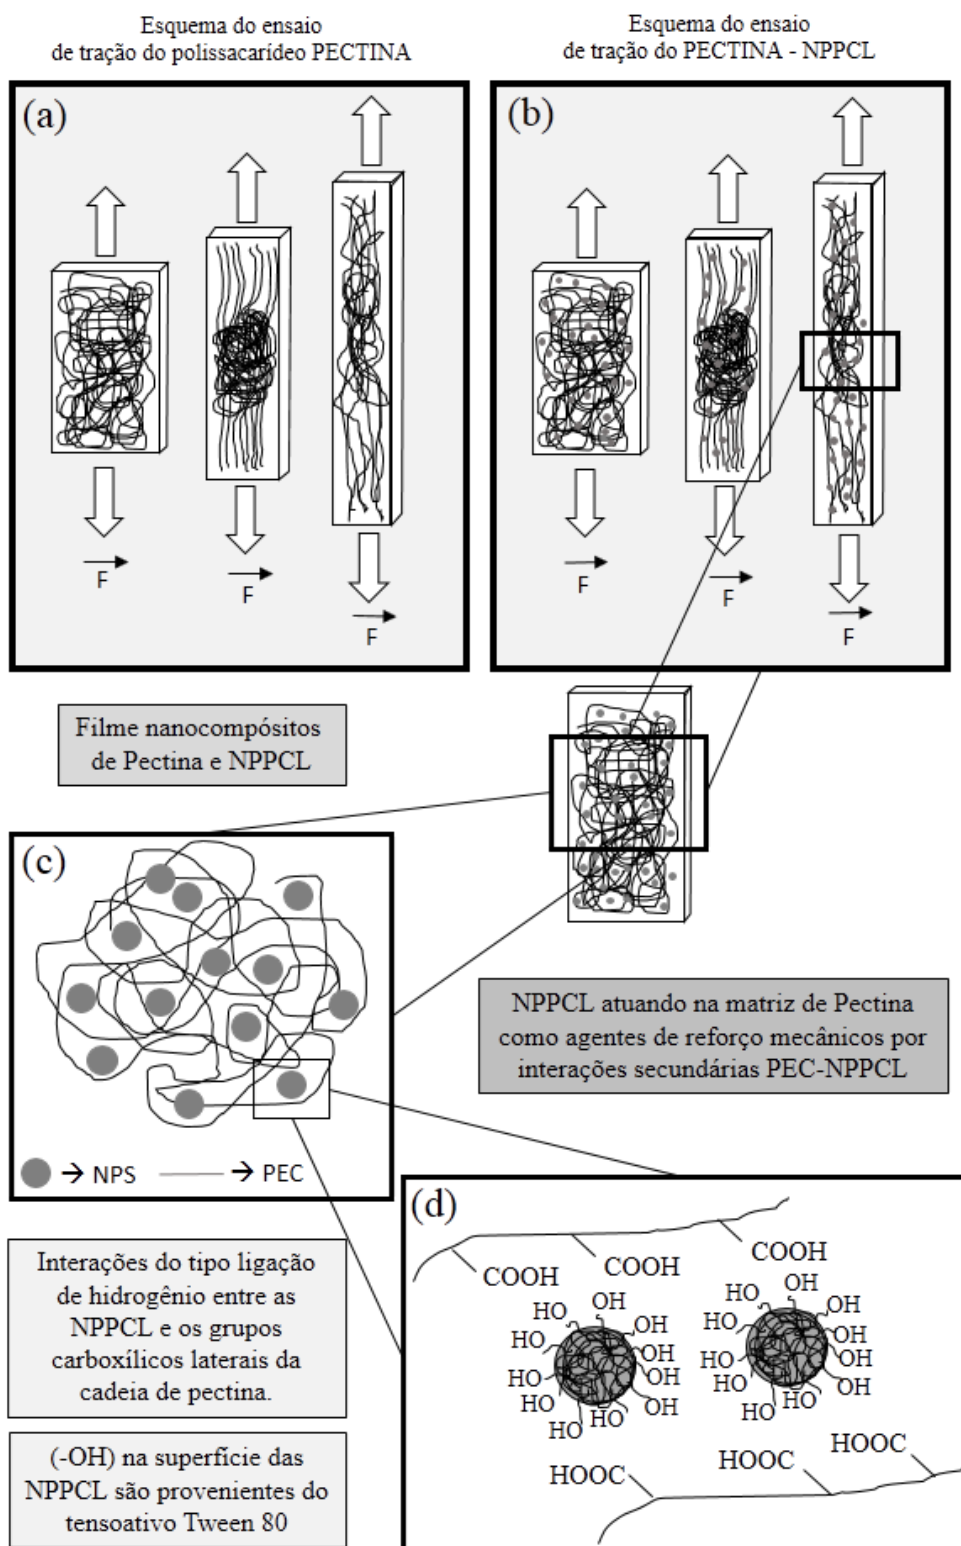 Esquema do ensaio
de tração do polissacarídeo PECTINA
Esquema do ensaio
de tração do PECTINA - NPPCL
(a)
F
F
F
(b)
F
F
F
Filme nanocompósitos
de Pectina e NPPCL
(c)
→ NPS → PEC
NPPCL atuando na matriz de Pectina
como agentes de reforço mecânicos por
interações secundárias PEC-NPPCL
Interações do tipo ligação
de hidrogênio entre as
NPPCL e os grupos
carboxílicos laterais da
cadeia de pectina.
(-OH) na superfície das
NPPCL são provenientes do
tensoativo Tween 80
(d)
COOH
COOH
COOH
HO
OH
HO
OH
HO
OH
HO
OH
HO
HO
HO
OH
HO
OH
HO
OH
HO
OH
HO
OH
HO
HO
OH
OH
HOOC
HOOC
HOOC